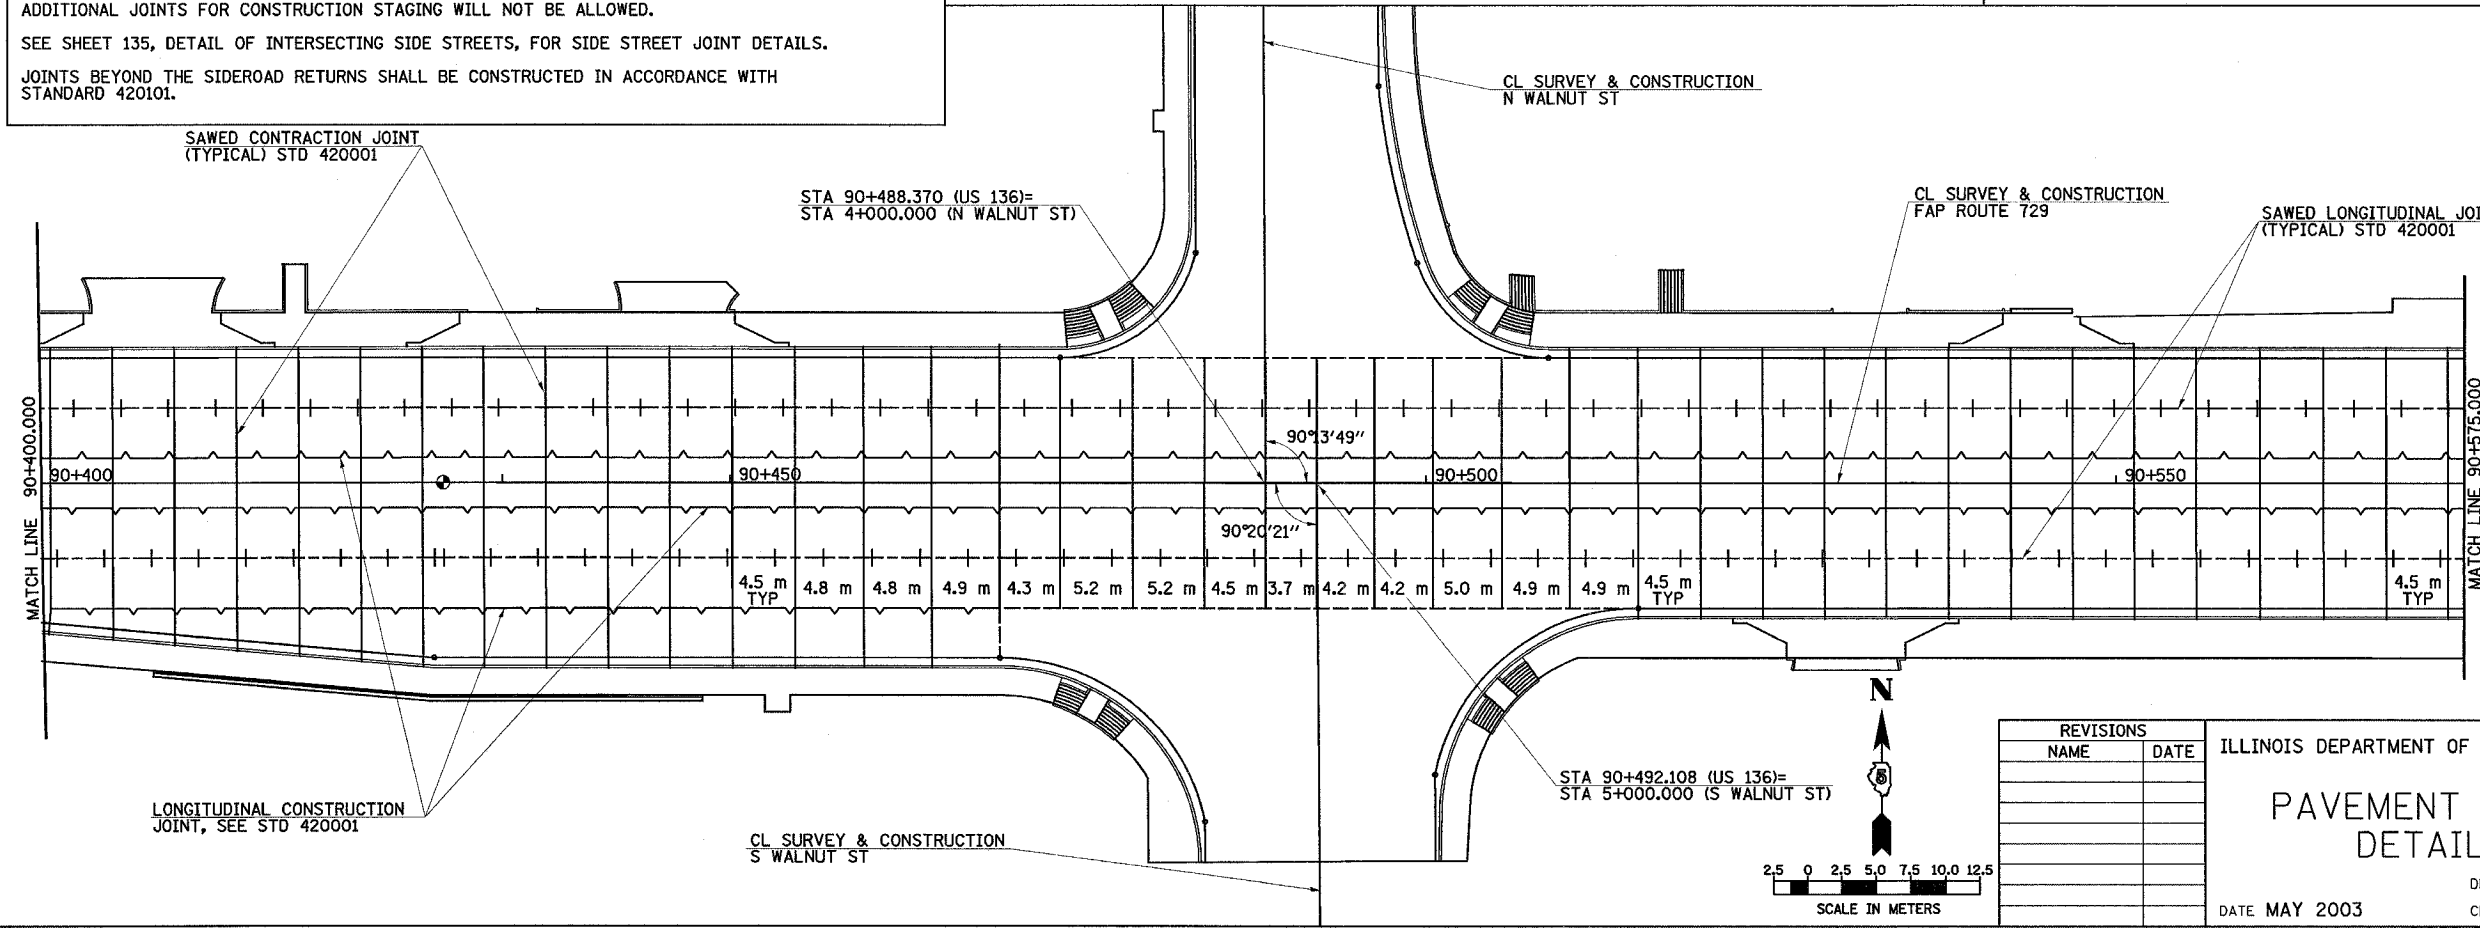 ADDITIONAL JOINTS FOR CONSTRUCTION STAGING WILL NOT BE ALLOWED.
SEE SHEET 135, DETAIL OF INTERSECTING SIDE STREETS, FOR SIDE STREET JOINT DETAILS.
JOINTS BEYOND THE SIDEROAD RETURNS SHALL BE CONSTRUCTED IN ACCORDANCE WITH
STANDARD 420101.
SAWED CONTRACTION JOINT
(TYPICAL) STD 420001
CL SURVEY & CONSTRUCTION
N WALNUT ST
STA 90+488.370 (US 136)=
STA 4+000.000 (N WALNUT ST)
CL SURVEY & CONSTRUCTION
FAP ROUTE 729
SAWED LONGITUDINAL JOI
(TYPICAL) STD 420001
MATCH LINE 90+400.000
90+400
90+450
90°13'49"
90+500
90+550
MATCH LINE 90+575.000
90°20'21"
4.5 m
TYP
4.8 m
4.8 m
4.9 m
4.3 m
5.2 m
5.2 m
4.5 m
3.7 m
4.2 m
4.2 m
5.0 m
4.9 m
4.9 m
4.5 m
TYP
4.5 m
TYP
LONGITUDINAL CONSTRUCTION
JOINT, SEE STD 420001
CL SURVEY & CONSTRUCTION
S WALNUT ST
STA 90+492.108 (US 136)=
STA 5+000.000 (S WALNUT ST)
N
5
2.5 0 2.5 5.0 7.5 10.0 12.5
SCALE IN METERS
REVISIONS
NAME DATE
ILLINOIS DEPARTMENT OF
PAVEMENT
DETAIL
DATE MAY 2003